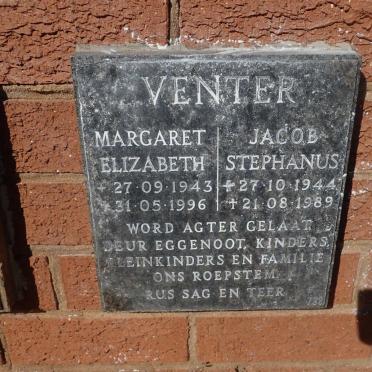 VENTER
MARGARET ELIZABETH
27·09·1943
+31·05·1996
JACOB STEPHANUS
+27·10·1944
+21·08·1989
WORD AGTER GELAAT
DEUR EGGENOOT, KINDERS,
KLEINKINDERS EN FAMILIE
ONS ROEPSTEM
RUS SAG EN TEER